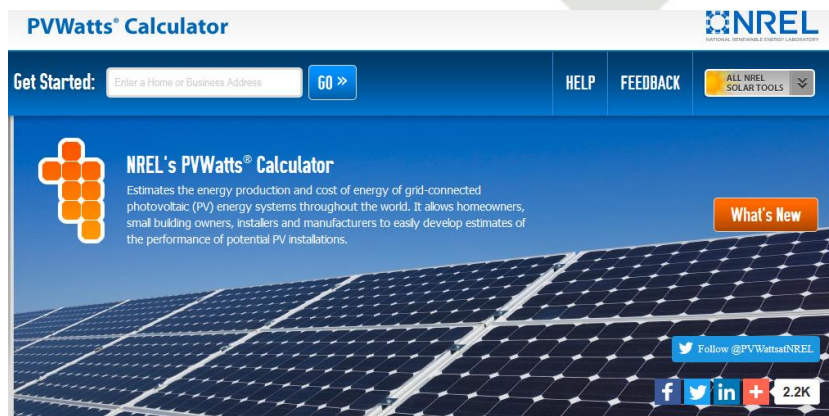 PVWatts® Calculator
NREL
NATIONAL RENEWABLE ENERGY LABORATORY
Get Started:
Enter a Home or Business Address
GO »
HELP
FEEDBACK
ALL NREL
SOLAR TOOLS
NREL's PVWatts® Calculator
Estimates the energy production and cost of energy of grid-connected
photovoltaic (PV) energy systems throughout the world. It allows homeowners,
small building owners, installers and manufacturers to easily develop estimates of
the performance of potential PV installations.
What's New
Follow @PVWattsatNREL
f
in
+
2.2K